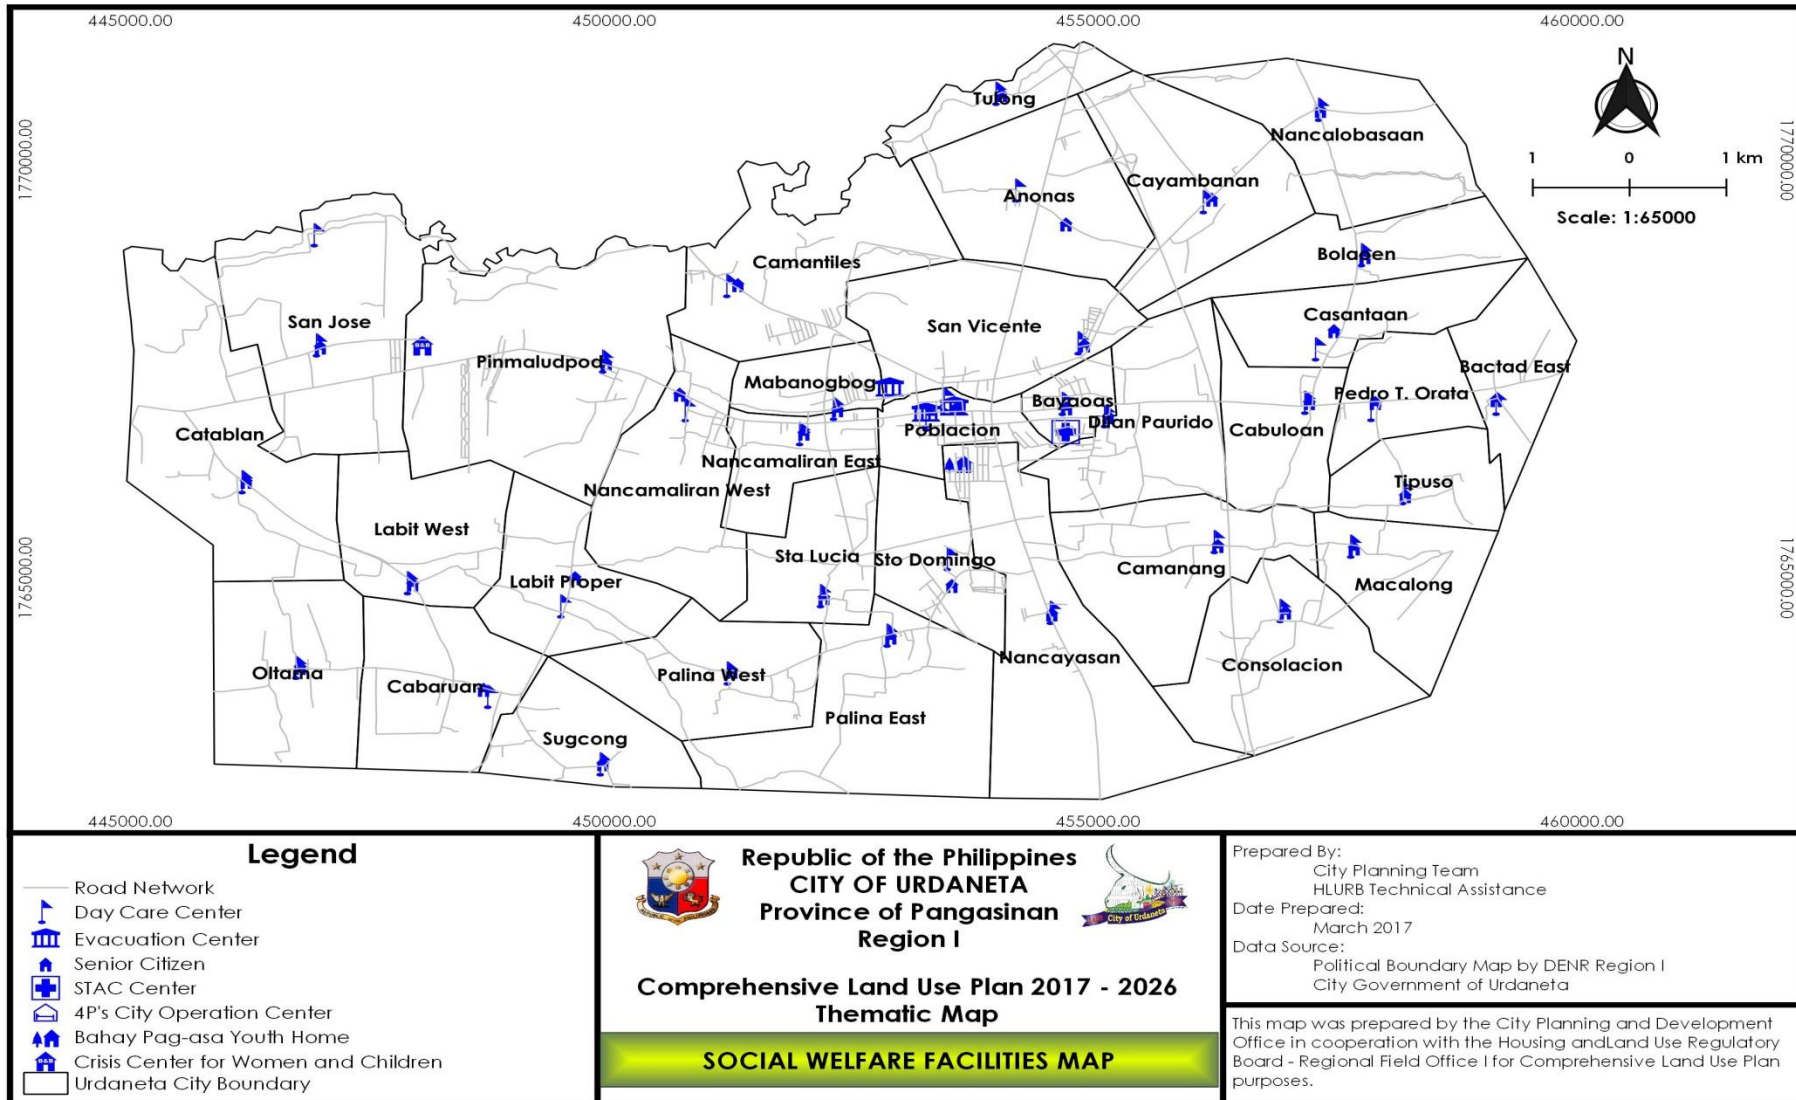 445000.00
450000.00
455000.00
460000.00
1770000.00
1770000.00
N
1 0 1 km
Scale: 1:65000
Tulong
Nancalobasaan
Anonas
Cayambanan
Bolaoen
Camantiles
Casantaan
San Jose
San Vicente
Pinmaludpod
Bactad East
Mabanogbog
Pedro T. Orata
Bayaoas
Dilan Paurido
Catablan
Poblacion
Cabuloan
Nancamaliran East
Nancamaliran West
Tipuso
Labit West
Sta Lucia
Sto Domingo
Camanang
Labit Proper
Macalong
1765000.00
1765000.00
Oltama
Cabaruan
Palina West
Nancayasan
Consolacion
Palina East
Sugcong
445000.00
450000.00
455000.00
460000.00
Legend
Road Network
Day Care Center
Evacuation Center
Senior Citizen
STAC Center
4P's City Operation Center
Bahay Pag-asa Youth Home
Crisis Center for Women and Children
Urdaneta City Boundary
Republic of the Philippines
CITY OF URDANETA
Province of Pangasinan
Region I
City of Urdaneta
Comprehensive Land Use Plan 2017 - 2026
Thematic Map
SOCIAL WELFARE FACILITIES MAP
Prepared By:
City Planning Team
HLURB Technical Assistance
Date Prepared:
March 2017
Data Source:
Political Boundary Map by DENR Region I
City Government of Urdaneta
This map was prepared by the City Planning and Development
Office in cooperation with the Housing andLand Use Regulatory
Board - Regional Field Office I for Comprehensive Land Use Plan
purposes.